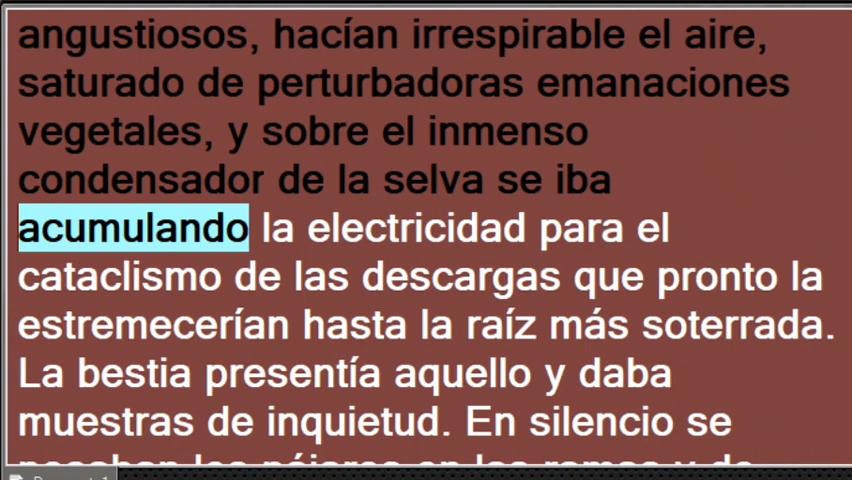 angustiosos, hacían irrespirable el aire,
saturado de perturbadoras emanaciones
vegetales, y sobre el inmenso
condensador de la selva se iba
acumulando la electricidad para el
cataclismo de las descargas que pronto la
estremecerían hasta la raíz más soterrada.
La bestia presentía aquello y daba
muestras de inquietud. En silencio se